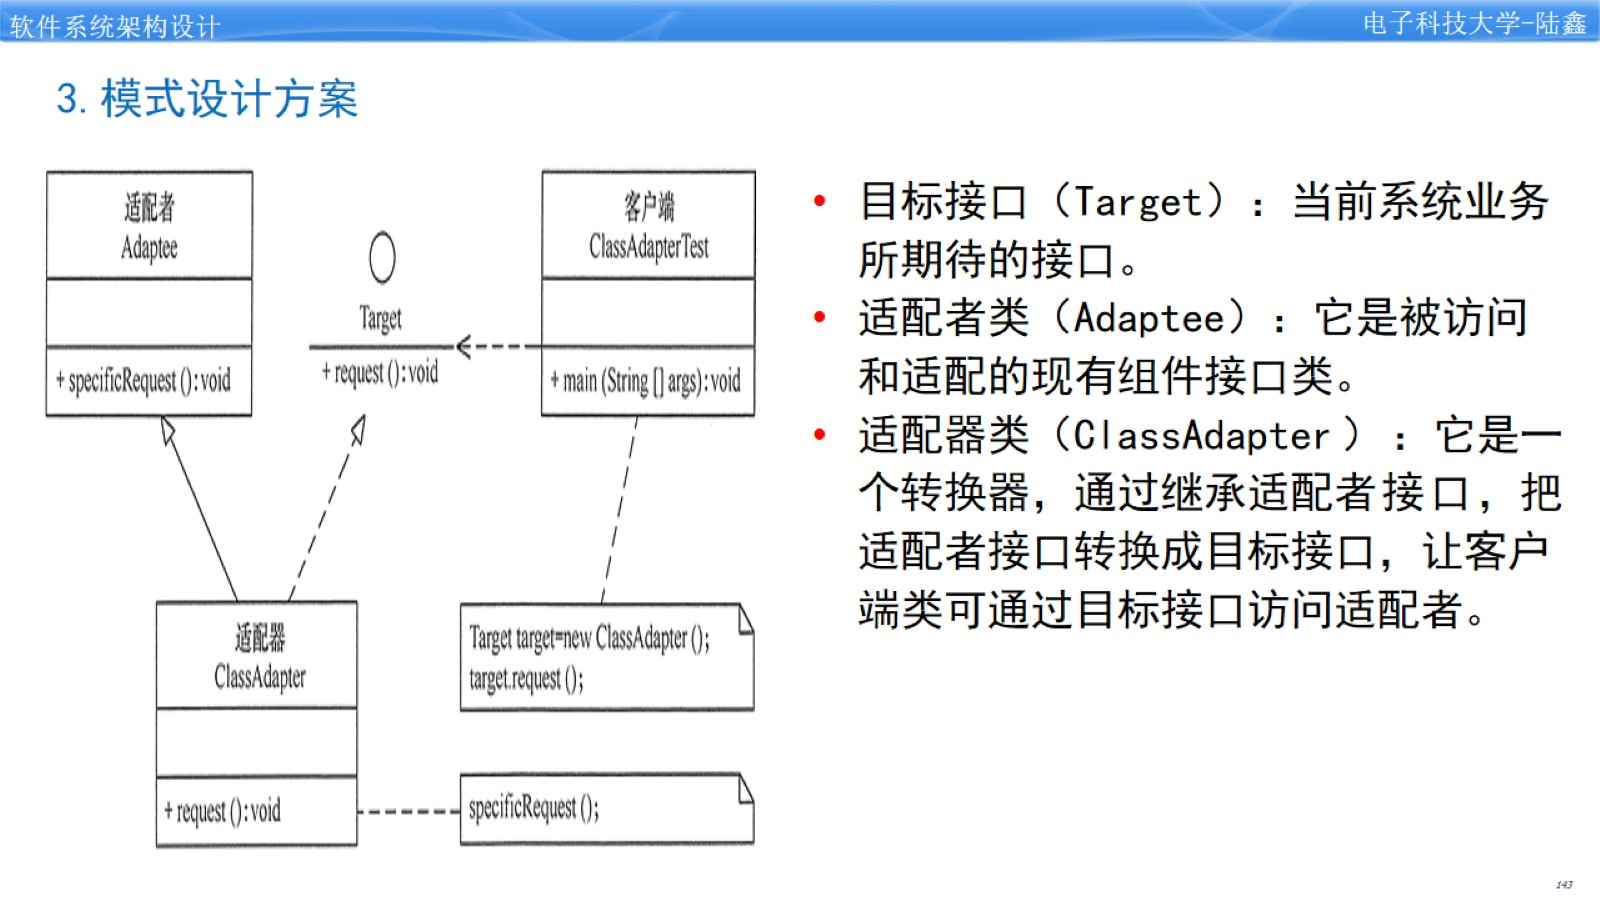 软件系统架构设计
电子科技大学-陆鑫
3. 模式设计方案
适配者
Adaptee
+ specificRequest (): void
Target
+ request (): void
客户端
ClassAdapterTest
+ main (String [] args): void
适配器
ClassAdapter
+ request (): void
Target target=new ClassAdapter ();
target.request ();
specificRequest ();
• 目标接口（Target）：当前系统业务
所期待的接口。
• 适配者类（Adaptee）：它是被访问
和适配的现有组件接口类。
• 适配器类（ClassAdapter ）：它是一
个转换器，通过继承适配者接口，把
适配者接口转换成目标接口，让客户
端类可通过目标接口访问适配者。
143